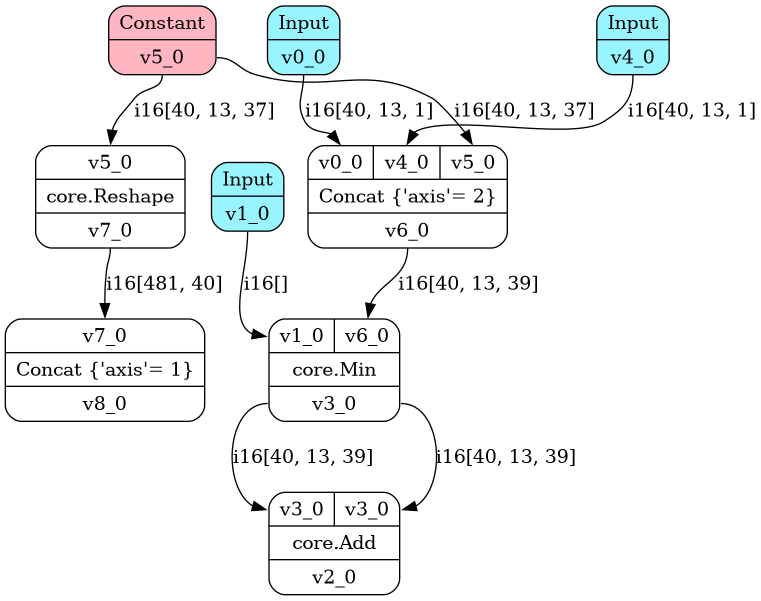 Constant
v5_0
Input
v0_0
Input
v4_0
i16[40, 13, 37]
i16[40, 13, 1]
i16[40, 13, 37]
i16[40, 13, 1]
v5_0
core.Reshape
v7_0
Input
v1_0
v0_0 v4_0 v5_0
Concat {'axis'= 2}
v6_0
i16[481, 40]
i16[]
i16[40, 13, 39]
v7_0
Concat {'axis'= 1}
v8_0
v1_0 v6_0
core.Min
v3_0
i16[40, 13, 39]
i16[40, 13, 39]
v3_0 v3_0
core.Add
v2_0